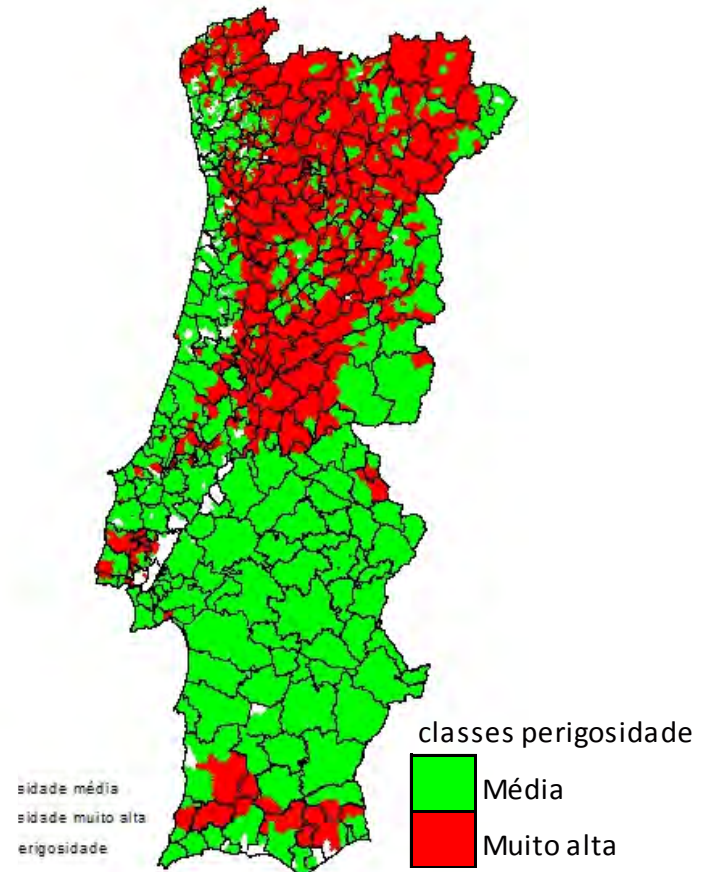 classes perigosidade
sidade média
Média
sidade muito alta
erigosidade
Muito alta